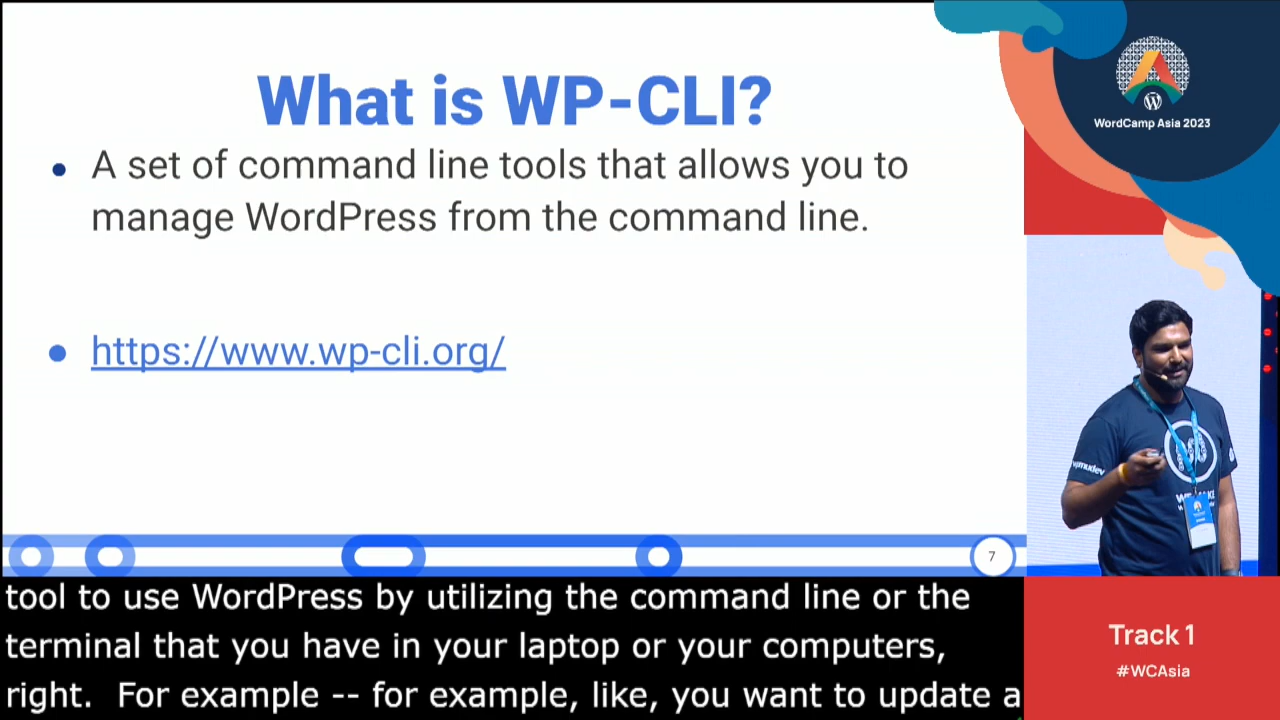 What is WP-CLI?
• A set of command line tools that allows you to
manage WordPress from the command line.
• https://www.wp-cli.org/
7
tool to use WordPress by utilizing the command line or the
terminal that you have in your laptop or your computers,
right.  For example -- for example, like, you want to update a
WordCamp Asia 2023
wpmudev
Track 1
#WCAsia